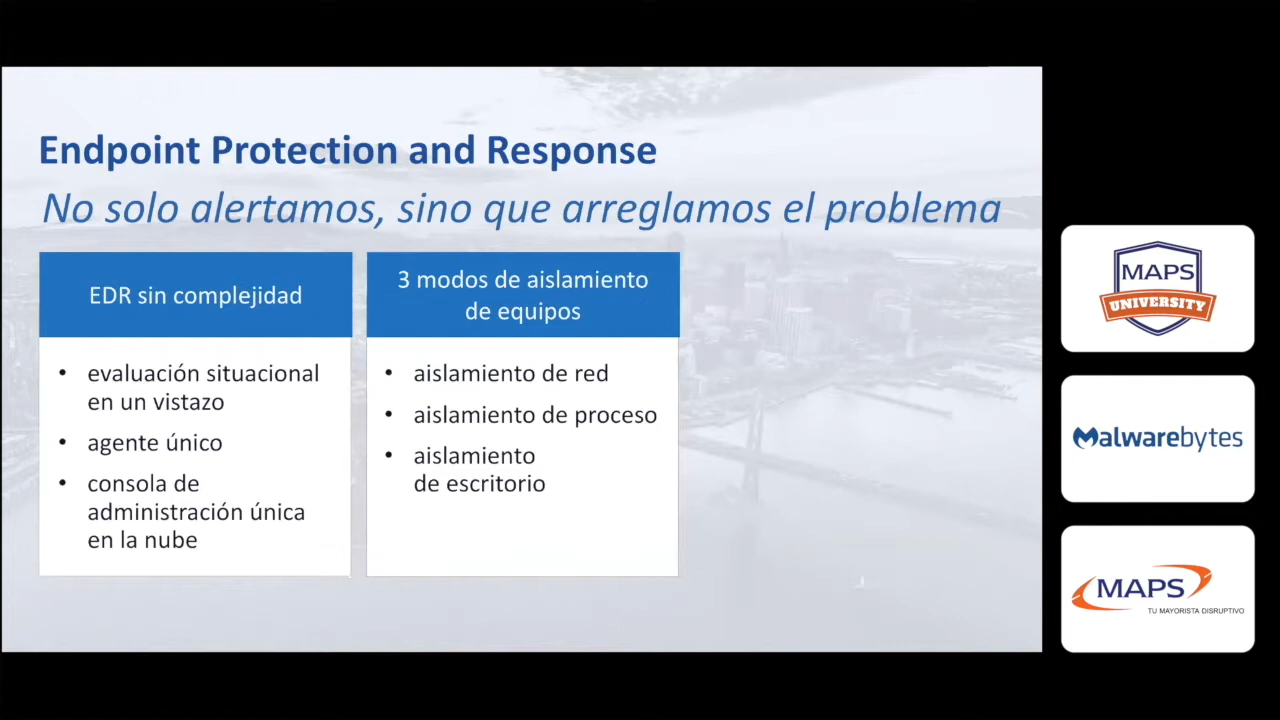 Endpoint Protection and Response
No solo alertamos, sino que arreglamos el problema
EDR sin complejidad
• evaluación situacional
en un vistazo
• agente único
• consola de
administración única
en la nube
3 modos de aislamiento
de equipos
• aislamiento de red
• aislamiento de proceso
• aislamiento
de escritorio
MAPS
UNIVERSITY
Malwarebytes
MAPS
TU MAYORISTA DISRUPTIVO